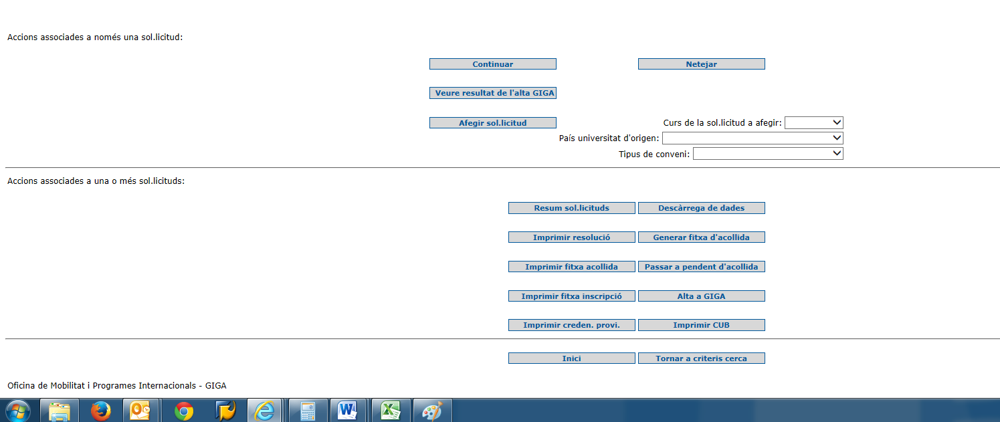 Accions associades a només una sol.licitud:
Continuar Netejar
Veure resultat de l'alta GIGA
Afegir sol.licitud Curs de la sol.licitud a afegir:
País universitat d'origen:
Tipus de conveni:
Accions associades a una o més sol.licituds:
Resum sol.licituds Descàrrega de dades
Imprimir resolució Generar fitxa d'acollida
Imprimir fitxa acollida Passar a pendent d'acollida
Imprimir fitxa inscripció Alta a GIGA
Imprimir creden. provi. Imprimir CUB
Inici Tornar a criteris cerca
Oficina de Mobilitat i Programes Internacionals - GIGA